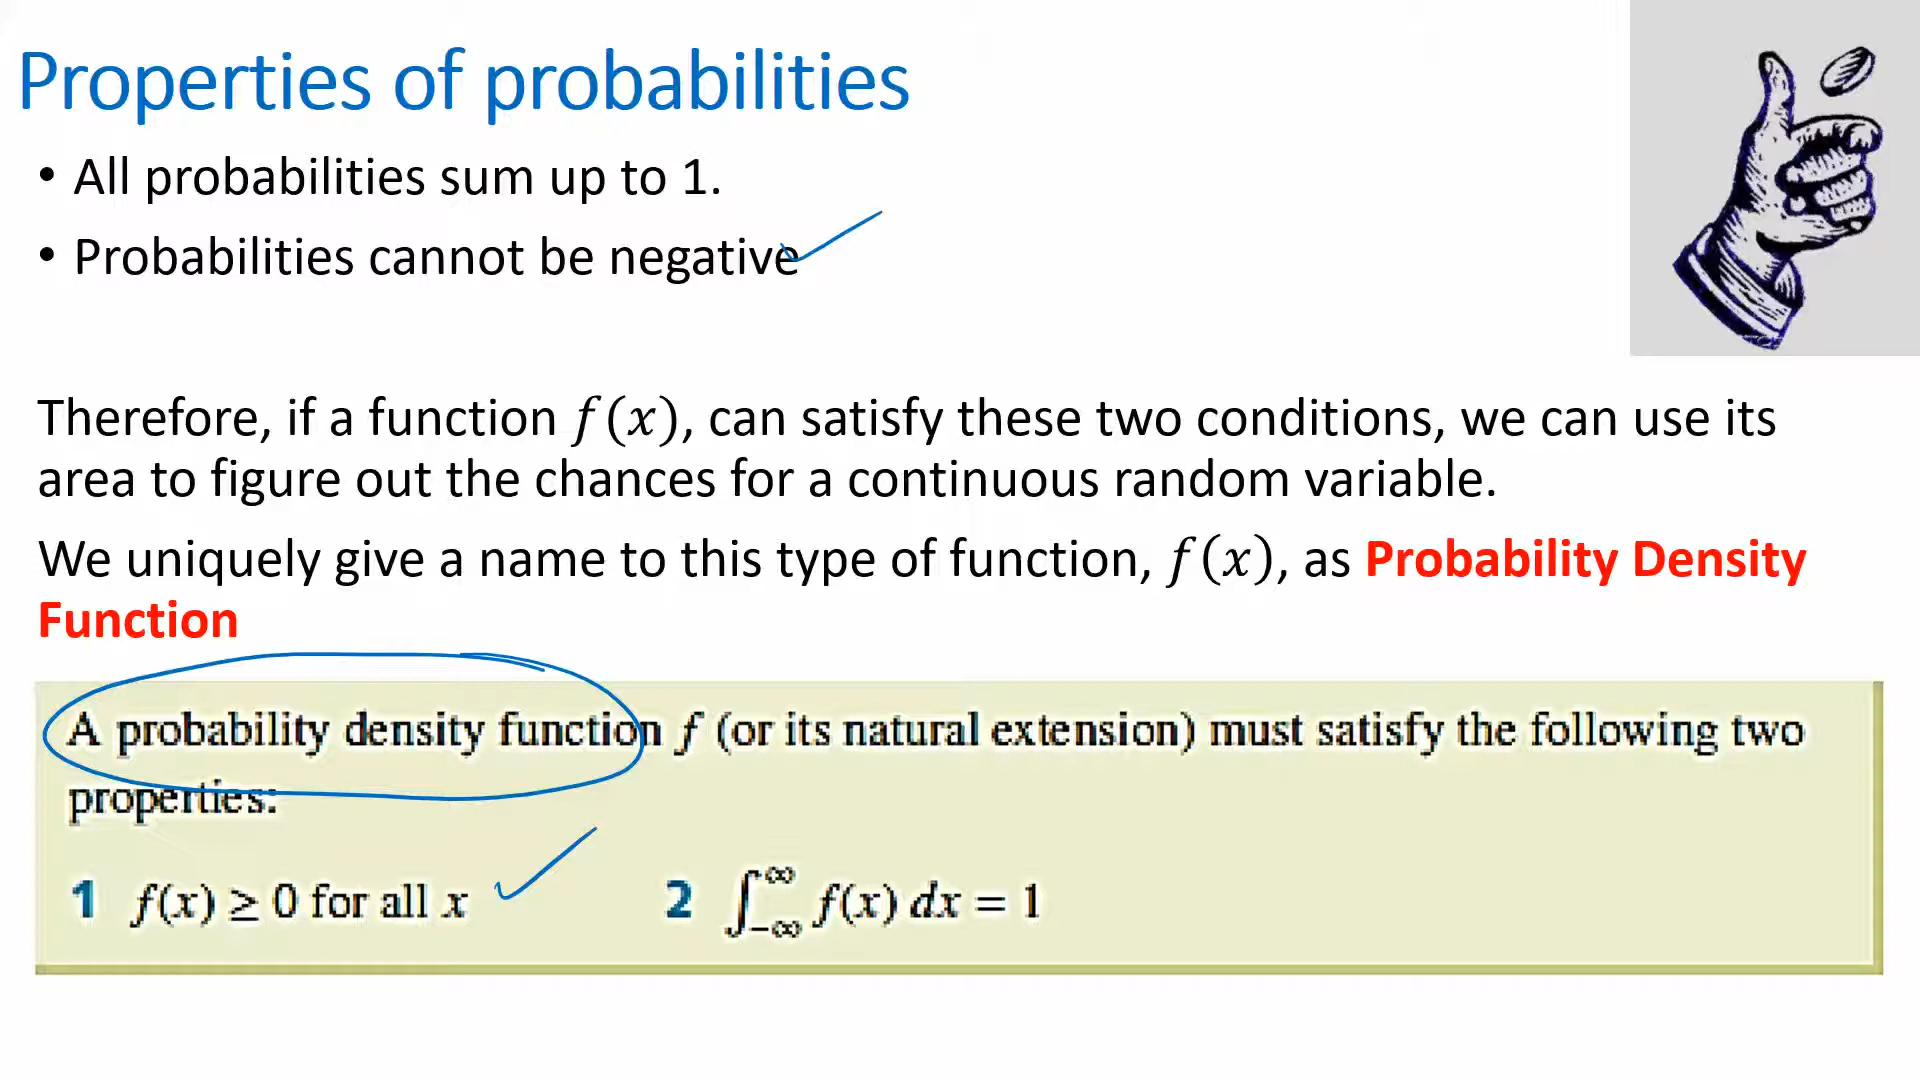 Properties of probabilities
• All probabilities sum up to 1.
• Probabilities cannot be negative
Therefore, if a function f(x), can satisfy these two conditions, we can use its
area to figure out the chances for a continuous random variable.
We uniquely give a name to this type of function, f(x), as Probability Density
Function
A probability density function f (or its natural extension) must satisfy the following two
properties:
1 f(x) ≥ 0 for all x 2 ∫_{-∞}^{∞} f(x) dx = 1